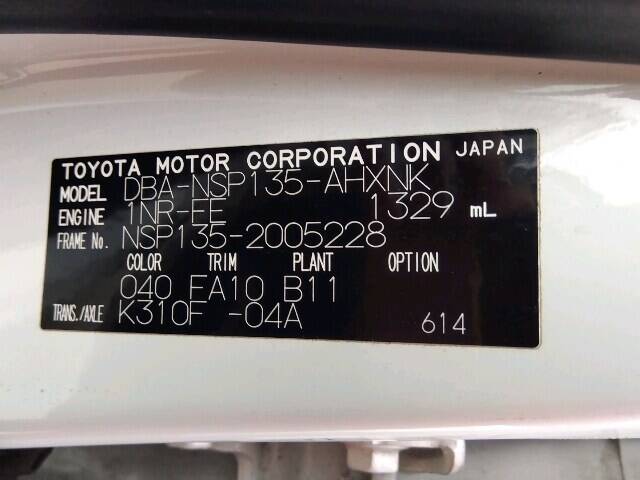 TOYOTA MOTOR CORPORATION JAPAN
MODEL DBA-NSP135-AHXNK
ENGINE 1NR-FE 1329 mL
FRAME No. NSP135-2005228
COLOR TRIM PLANT OPTION
040 FA10 B11
TRANS./AXLE K310F -04A 614